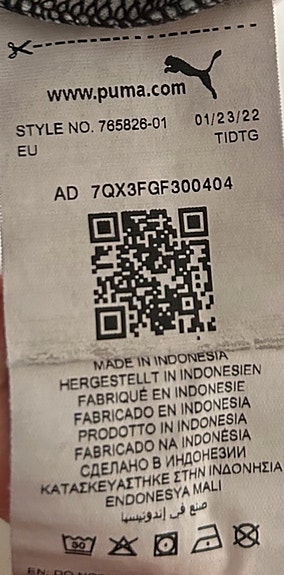 www.puma.com
STYLE NO. 765826-01 01/23/22
EU TIDTG
AD 7QX3FGF300404
MADE IN INDONESIA
HERGESTELLT IN INDONESIEN
FABRIQUÉ EN INDONESIE
FABRICADO EN INDONESIA
PRODOTTO IN INDONESIA
FABRICADO NA INDONÉSIA
СДЕЛАНО В ИНДОНЕЗИИ
ΚΑΤΑΣΚΕΥΑΣΤΗΚΕ ΣΤΗΝ ΙΝΔΟΝΗΣΙΑ
ENDONESYA MALI
صنع في إندونيسيا
30